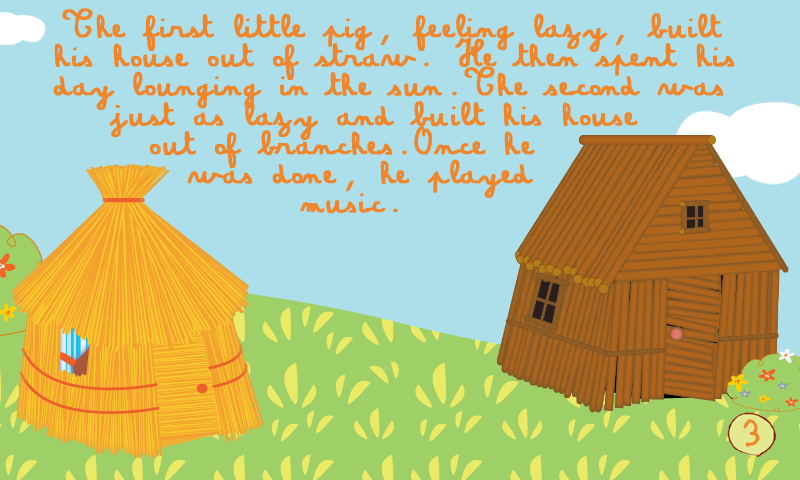 The first little pig, feeling lazy, built
his house out of straw. He then spent his
day lounging in the sun. The second was
just as lazy and built his house
out of branches. Once he
was done, he played
music.
3